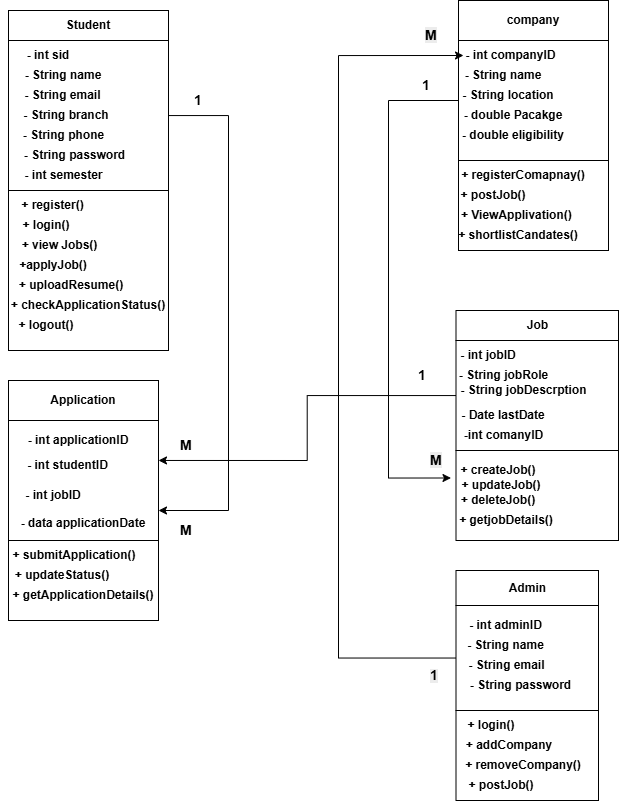 Student
- int sid
- String name
- String email
- String branch
- String phone
- String password
- int semester
+ register()
+ login()
+ view Jobs()
+applyJob()
+ uploadResume()
+ checkApplicationStatus()
+ logout()
1
M
1
company
- int companyID
- String name
- String location
- double Pacakge
- double eligibility
+ registerComapnay()
+ postJob()
+ ViewApplivation()
+ shortlistCandates()
Application
- int applicationID
- int studentID
- int jobID
- data applicationDate
+ submitApplication()
+ updateStatus()
+ getApplicationDetails()
M
M
1
M
Job
- int jobID
- String jobRole
- String jobDescrption
- Date lastDate
-int comanyID
+ createJob()
+ updateJob()
+ deleteJob()
+ getjobDetails()
1
Admin
- int adminID
- String name
- String email
- String password
+ login()
+ addCompany
+ removeCompany()
+ postJob()